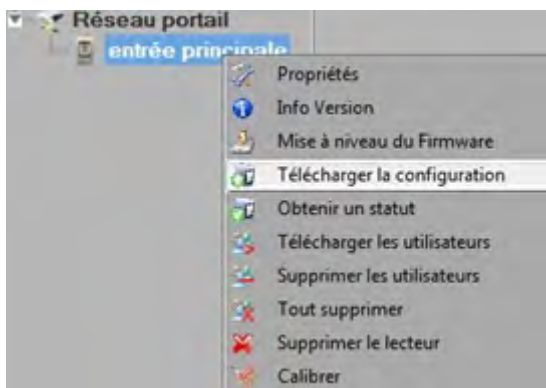 Réseau portail
entrée principale
Propriétés
Info Version
Mise à niveau du Firmware
Télécharger la configuration
Obtenir un statut
Télécharger les utilisateurs
Supprimer les utilisateurs
Tout supprimer
Supprimer le lecteur
Calibrer